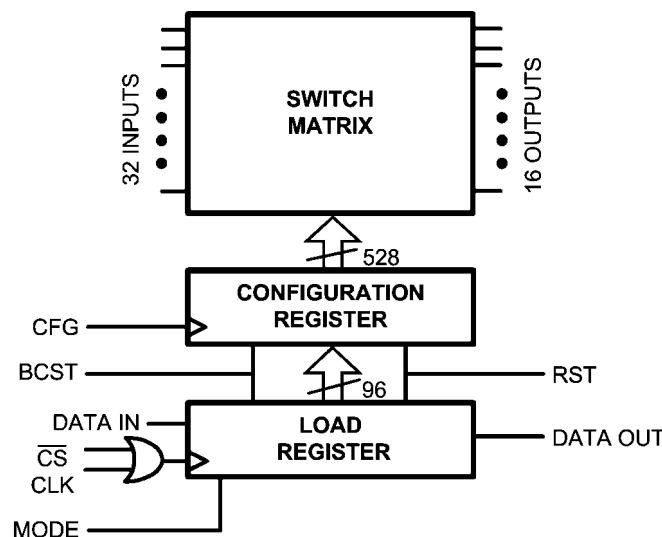 SWITCH
MATRIX
32 INPUTS
16 OUTPUTS
528
CONFIGURATION
REGISTER
CFG
BCST
96
RST
DATA IN
LOAD
REGISTER
DATA OUT
CS
CLK
MODE